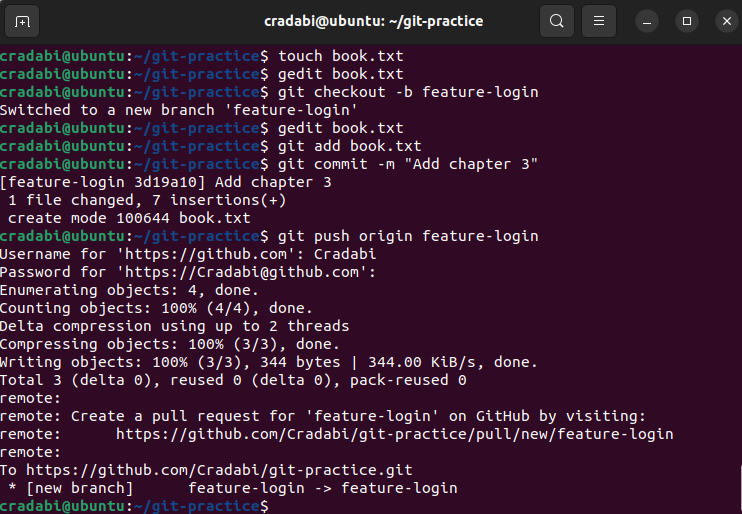 cradabi@ubuntu: ~/git-practice
cradabi@ubuntu:~/git-practice$ touch book.txt
cradabi@ubuntu:~/git-practice$ gedit book.txt
cradabi@ubuntu:~/git-practice$ git checkout -b feature-login
Switched to a new branch 'feature-login'
cradabi@ubuntu:~/git-practice$ gedit book.txt
cradabi@ubuntu:~/git-practice$ git add book.txt
cradabi@ubuntu:~/git-practice$ git commit -m "Add chapter 3"
[feature-login 3d19a10] Add chapter 3
 1 file changed, 7 insertions(+)
 create mode 100644 book.txt
cradabi@ubuntu:~/git-practice$ git push origin feature-login
Username for 'https://github.com': Cradabi
Password for 'https://Cradabi@github.com':
Enumerating objects: 4, done.
Counting objects: 100% (4/4), done.
Delta compression using up to 2 threads
Compressing objects: 100% (3/3), done.
Writing objects: 100% (3/3), 344 bytes | 344.00 KiB/s, done.
Total 3 (delta 0), reused 0 (delta 0), pack-reused 0
remote:
remote: Create a pull request for 'feature-login' on GitHub by visiting:
remote:      https://github.com/Cradabi/git-practice/pull/new/feature-login
remote:
To https://github.com/Cradabi/git-practice.git
 * [new branch]      feature-login -> feature-login
cradabi@ubuntu:~/git-practice$